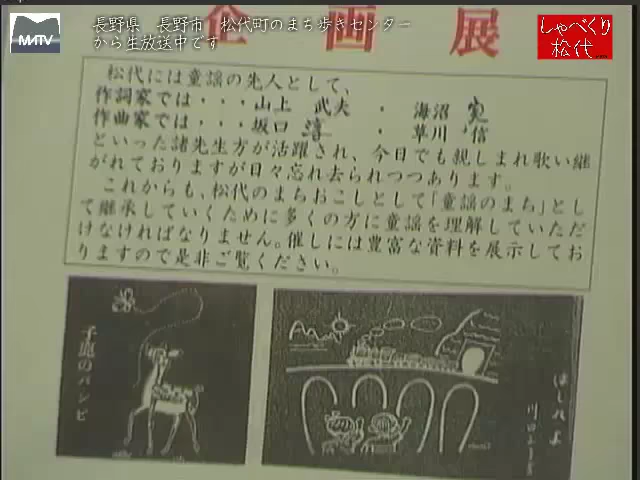 MATV
長野県　長野市　松代町のまち歩きセンター
から生放送中です
しゃべくり
松代
企画展
松代には童謡の先人として、
作詞家では・・・山上　武夫　・　海沼　実
作曲家では・・・坂口　淳　・　草川　信
といった諸先生方が活躍され、今日でも親しまれ歌い継
がれておりますが日々忘れ去られつつあります。
これからも、松代のまちおこしとして「童謡のまち」とし
て継承していくために多くの方に童謡を理解していただ
かなければなりません。催しには豊富な資料を展示してお
りますので是非ご覧ください。
子鹿のバンビ